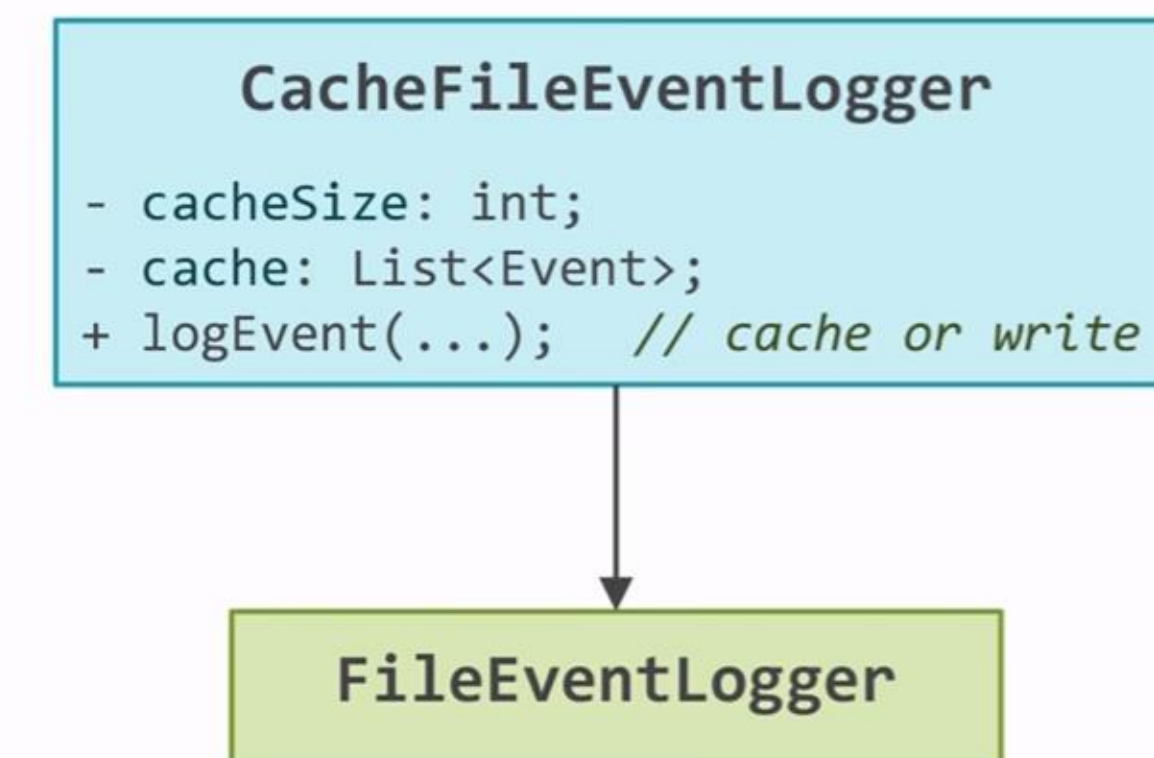 CacheFileEventLogger
- cacheSize: int;
- cache: List<Event>;
+ logEvent(...); // cache or write
FileEventLogger